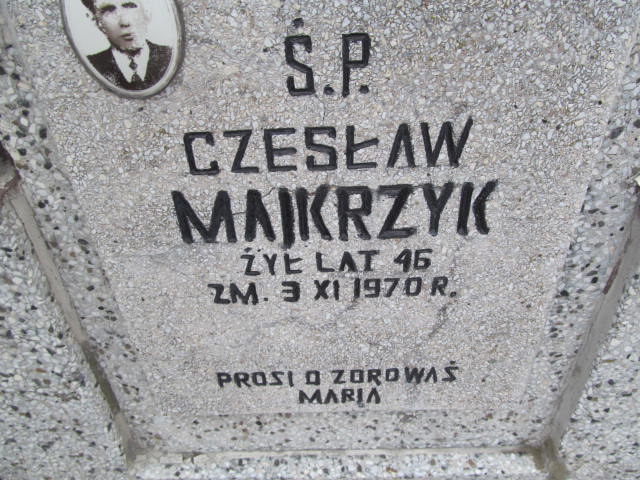 Ś.P.
CZESŁAW
MAJKRZYK
ŻYŁ LAT 46
ZM. 3 XI 1970 R.
PROSI O ZDROWAŚ
MARIA